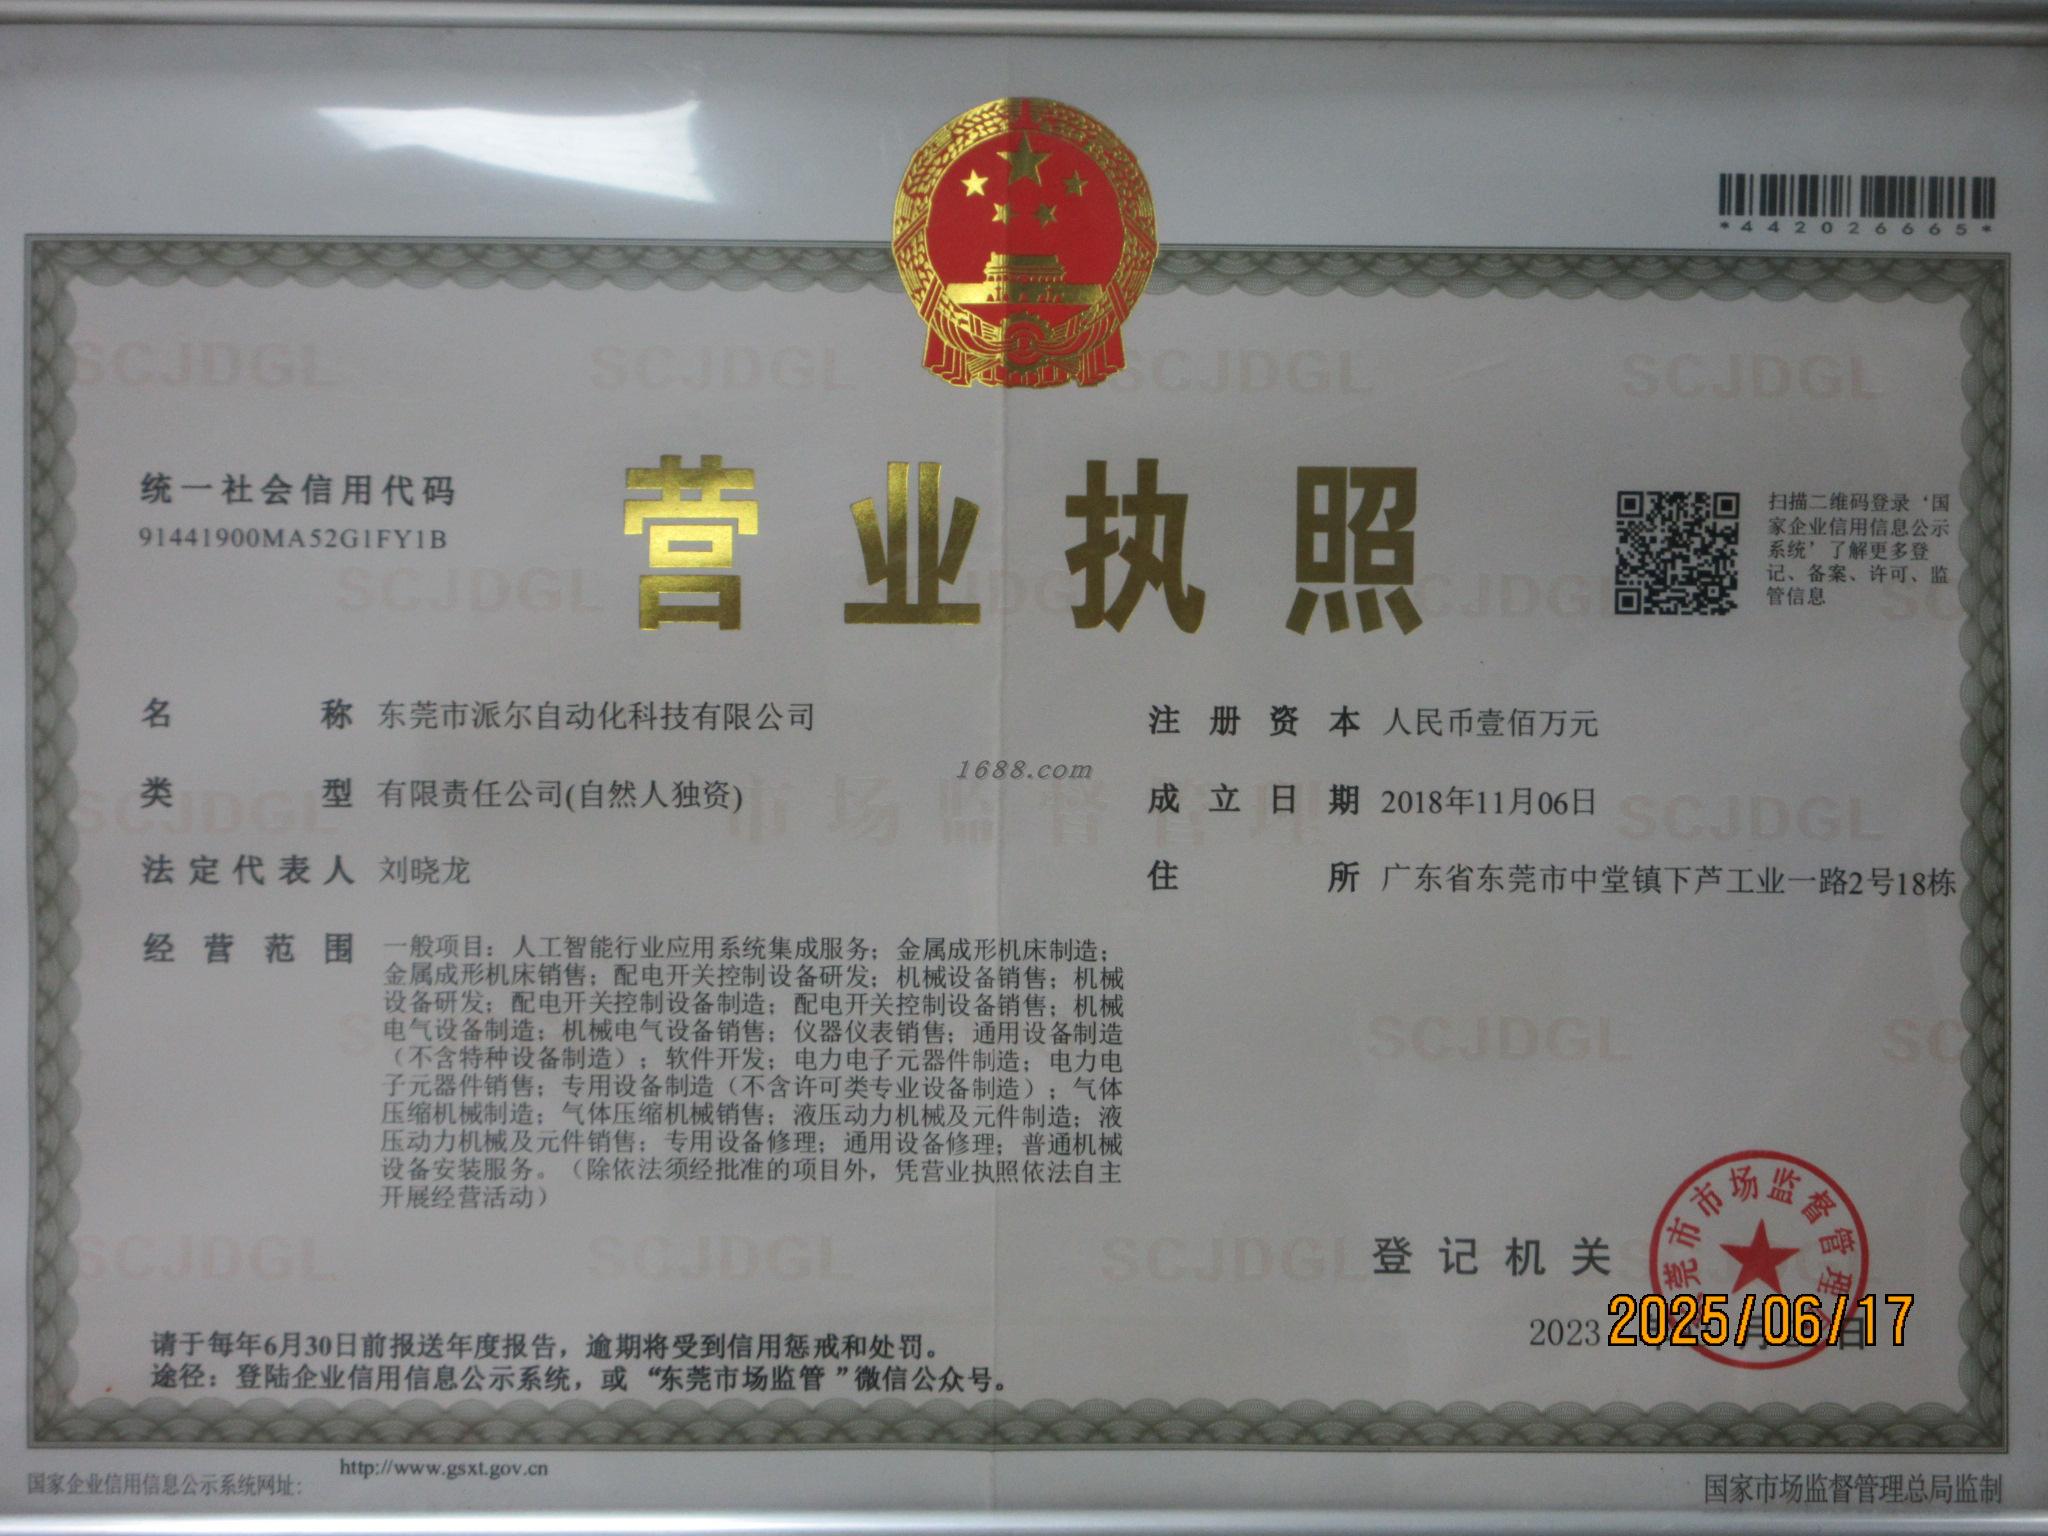 *442026665*
营业执照
统一社会信用代码
91441900MA52G1FY1B
扫描二维码登录‘国
家企业信用信息公示
系统’了解更多登
记、备案、许可、监
管信息
名称 东莞市派尔自动化科技有限公司
类型 有限责任公司(自然人独资)
法定代表人 刘晓龙
注册资本 人民币壹佰万元
成立日期 2018年11月06日
住所 广东省东莞市中堂镇下芦工业一路2号18栋
1688.com
经营范围 一般项目：人工智能行业应用系统集成服务；金属成形机床制造；
金属成形机床销售；配电开关控制设备研发；机械设备销售；机械
设备研发；配电开关控制设备制造；配电开关控制设备销售；机械
电气设备制造；机械电气设备销售；仪器仪表销售；通用设备制造
（不含特种设备制造）；软件开发；电力电子元器件制造；电力电
子元器件销售；专用设备制造（不含许可类专业设备制造）；气体
压缩机械制造；气体压缩机械销售；液压动力机械及元件制造；液
压动力机械及元件销售；专用设备修理；通用设备修理；普通机械
设备安装服务。（除依法须经批准的项目外，凭营业执照依法自主
开展经营活动）
登记机关
莞市市场监督管理
2023 月 日
2025/06/17
请于每年6月30日前报送年度报告，逾期将受到信用惩戒和处罚。
途径：登陆企业信用信息公示系统，或“东莞市场监管”微信公众号。
国家企业信用信息公示系统网址： http://www.gsxt.gov.cn
国家市场监督管理总局监制
SCJDGL
市场监督管理